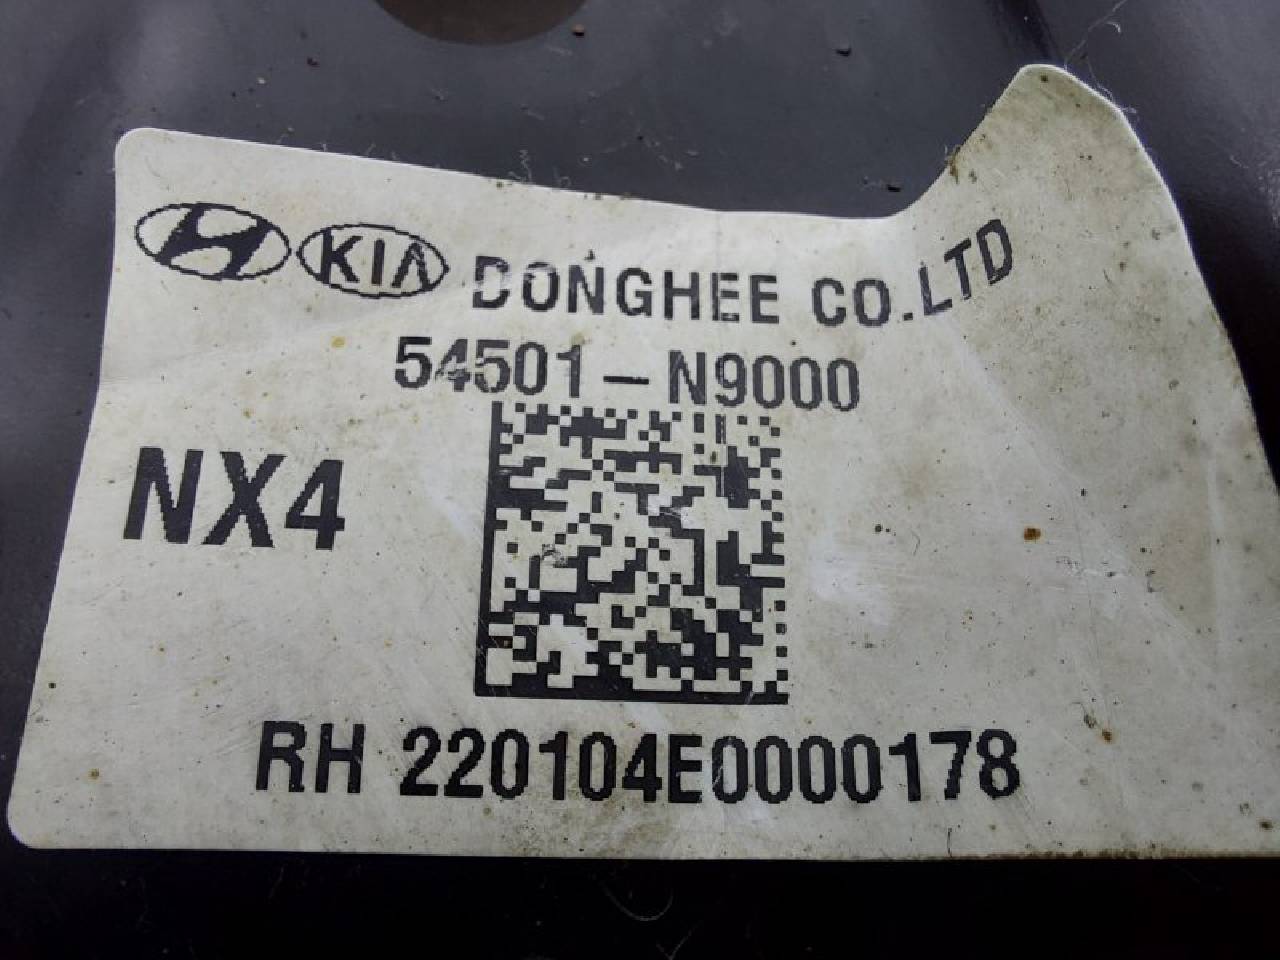 KIA DONGHEE CO.LTD
54501-N9000
NX4
RH 220104E0000178